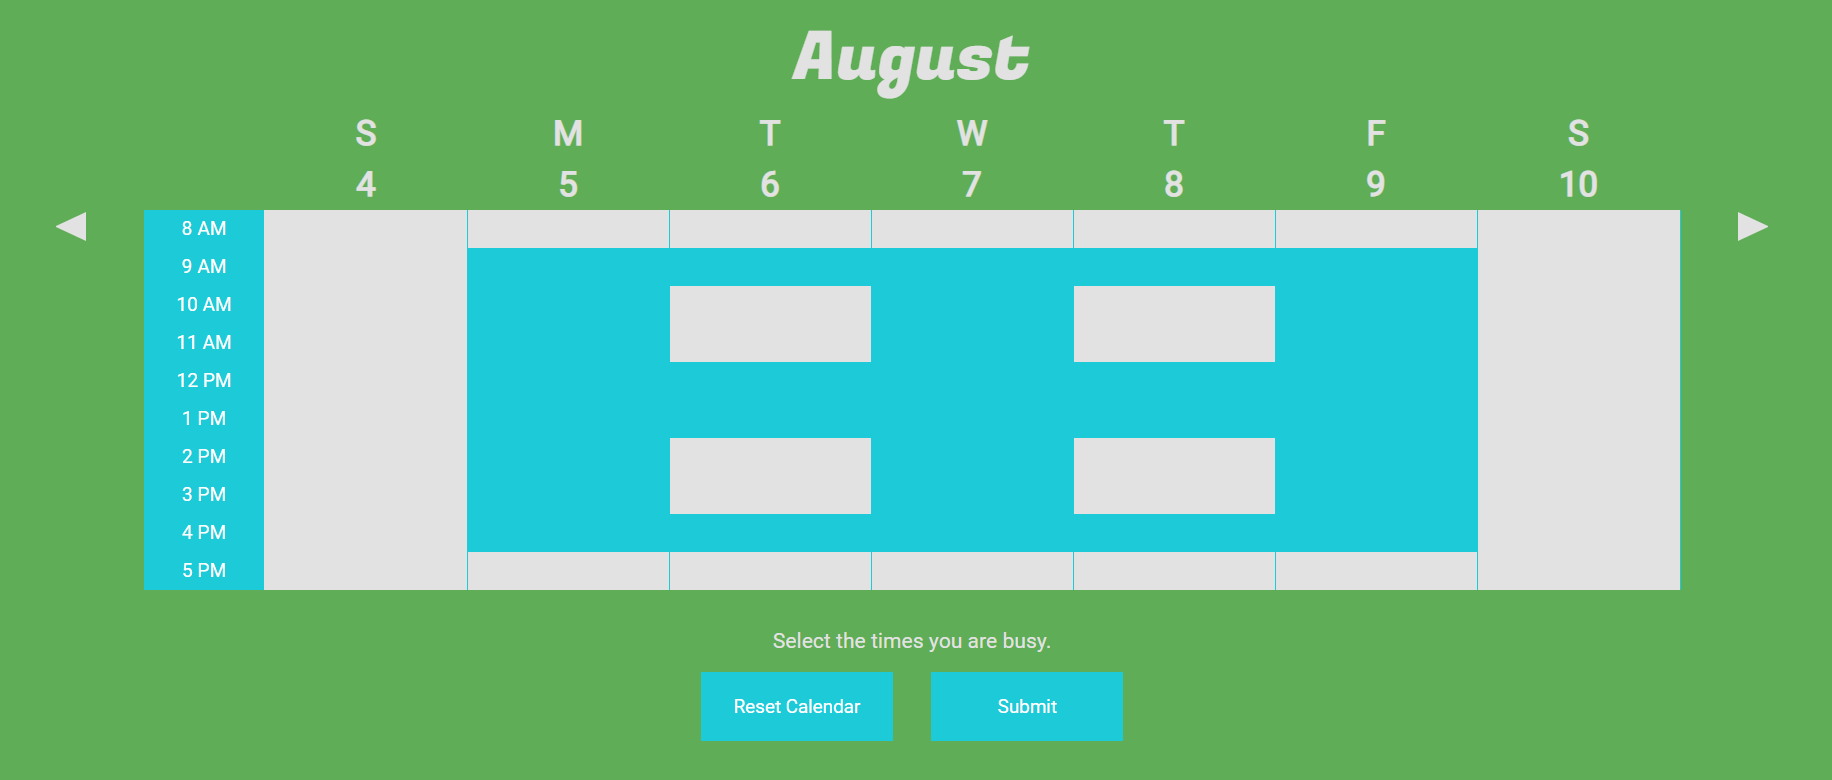 August
S M T W T F S
4 5 6 7 8 9 10
8 AM
9 AM
10 AM
11 AM
12 PM
1 PM
2 PM
3 PM
4 PM
5 PM
Select the times you are busy.
Reset Calendar Submit